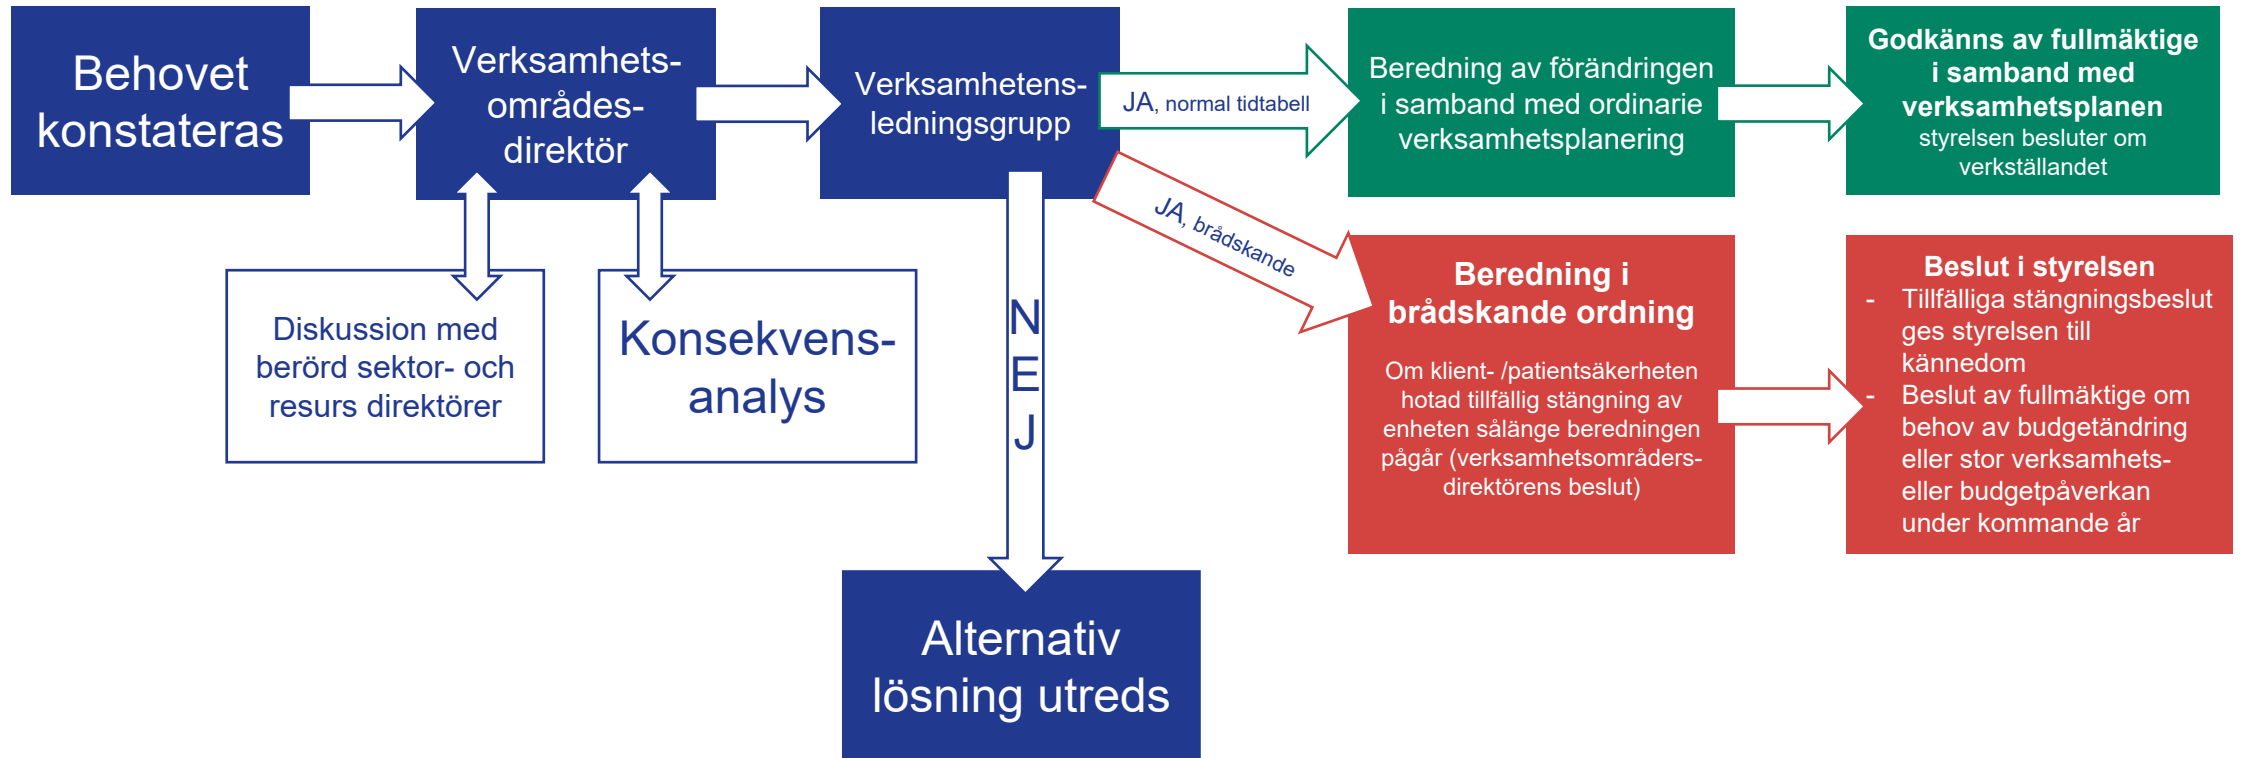 Behovet
konstateras
Verksamhets-
områdes-
direktör
Verksamhetens-
ledningsgrupp
JA, normal tidtabell
Beredning av förändringen
i samband med ordinarie
verksamhetsplanering
Godkänns av fullmäktige
i samband med
verksamhetsplanen
styrelsen besluter om
verkställandet
JA, brådskande
Diskussion med
berörd sektor- och
resurs direktörer
Konsekvens-
analys
N
E
J
Beredning i
brådskande ordning
Om klient- /patientsäkerheten
hotad tillfällig stängning av
enheten sålänge beredningen
pågår (verksamhetsområders-
direktörens beslut)
Beslut i styrelsen
- Tillfälliga stängningsbeslut
ges styrelsen till
kännedom
- Beslut av fullmäktige om
behov av budgetändring
eller stor verksamhets-
eller budgetpåverkan
under kommande år
Alternativ
lösning utreds